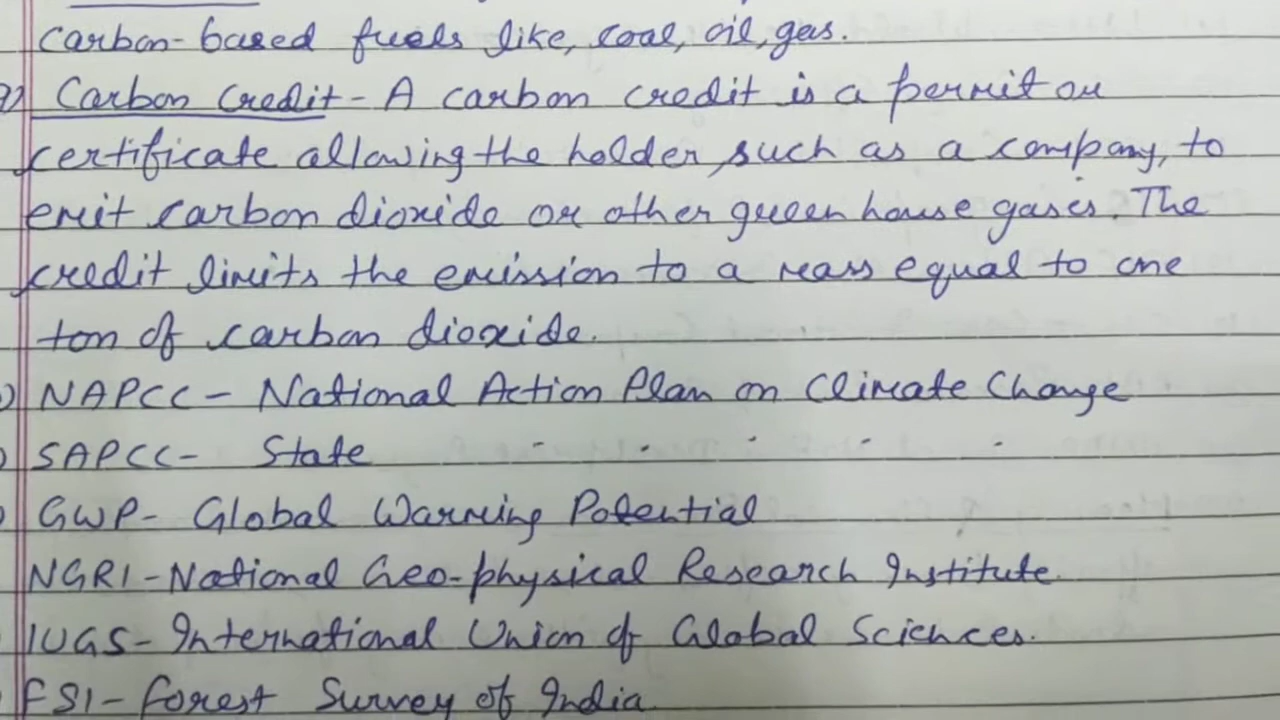 carbon-based fuels like, coal, oil, gas.
Carbon Credit - A carbon credit is a permit or
certificate allowing the holder, such as a company, to
emit carbon dioxide or other green house gases. The
credit limits the emission to a mass equal to one
ton of carbon dioxide.
NAPCC - National Action Plan on Climate Change
SAPCC - State - - - - -
GWP - Global Warming Potential
NGRI - National Geo-physical Research Institute.
IUGS - International Union of Global Sciences.
FSI - Forest Survey of India